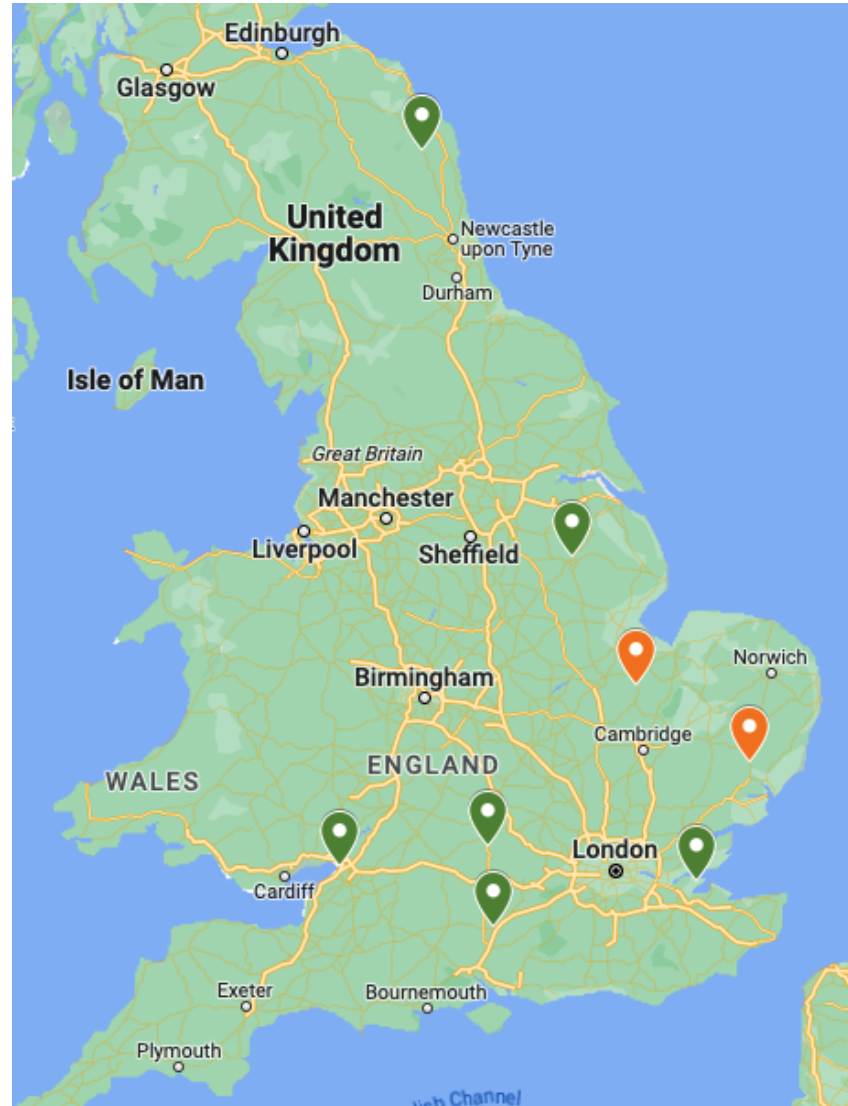 Edinburgh
Glasgow
United
Kingdom
Newcastle
upon Tyne
Durham
Isle of Man
Great Britain
Manchester
Liverpool
Sheffield
Norwich
Birmingham
Cambridge
ENGLAND
WALES
London
Cardiff
Exeter
Bournemouth
Plymouth
Channel